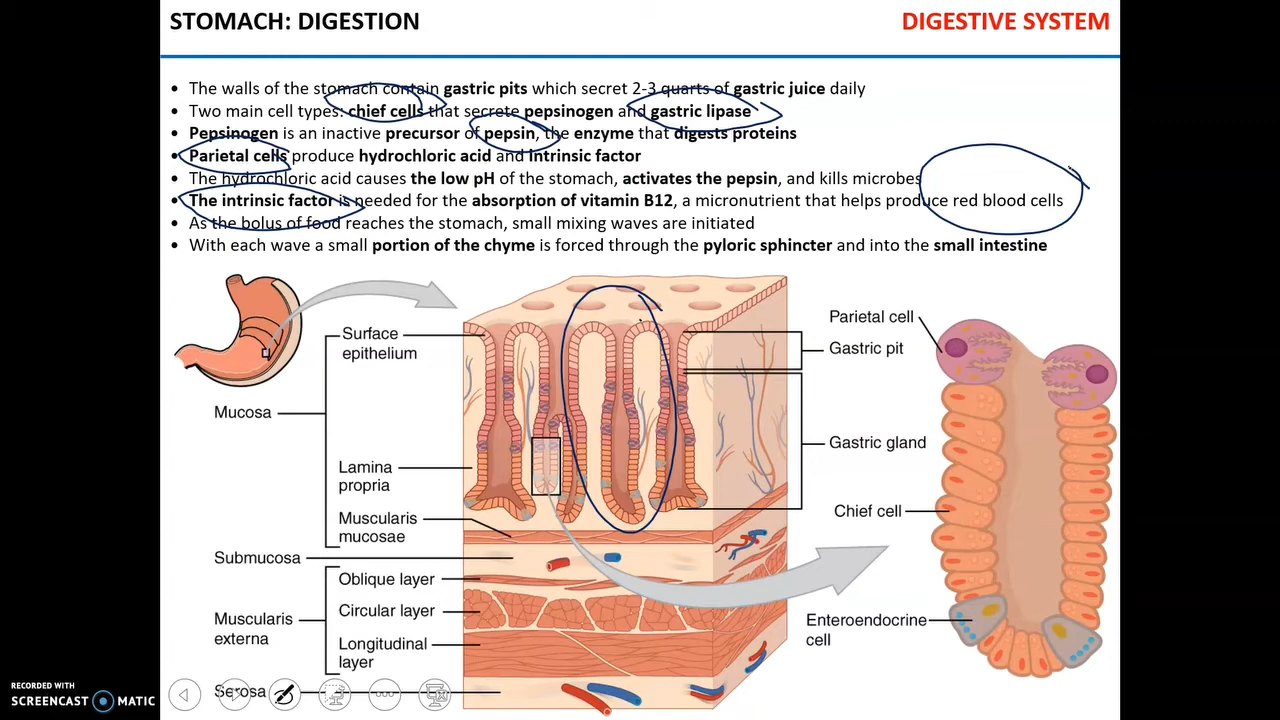 STOMACH: DIGESTION
DIGESTIVE SYSTEM
• The walls of the stomach contain gastric pits which secret 2-3 quarts of gastric juice daily
• Two main cell types: chief cells that secrete pepsinogen and gastric lipase
• Pepsinogen is an inactive precursor of pepsin, the enzyme that digests proteins
• Parietal cells produce hydrochloric acid and intrinsic factor
• The hydrochloric acid causes the low pH of the stomach, activates the pepsin, and kills microbes
• The intrinsic factor is needed for the absorption of vitamin B12, a micronutrient that helps produce red blood cells
• As the bolus of food reaches the stomach, small mixing waves are initiated
• With each wave a small portion of the chyme is forced through the pyloric sphincter and into the small intestine
Surface
epithelium
Mucosa
Lamina
propria
Muscularis
mucosae
Submucosa
Oblique layer
Muscularis
externa
Circular layer
Longitudinal
layer
Serosa
Parietal cell
Gastric pit
Gastric gland
Chief cell
Enteroendocrine
cell
RECORDED WITH
SCREENCAST MATIC